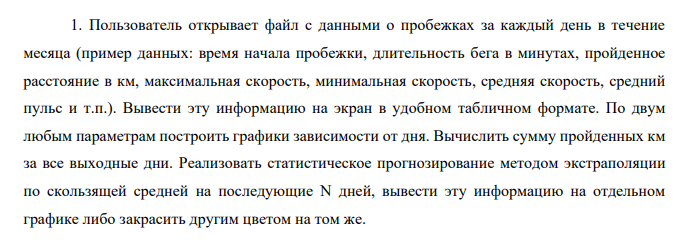 1. Пользователь открывает файл с данными о пробежках за каждый день в течение
месяца (пример данных: время начала пробежки, длительность бега в минутах, пройденное
расстояние в км, максимальная скорость, минимальная скорость, средняя скорость, средний
пульс и т.п.). Вывести эту информацию на экран в удобном табличном формате. По двум
любым параметрам построить графики зависимости от дня. Вычислить сумму пройденных км
за все выходные дни. Реализовать статистическое прогнозирование методом экстраполяции
по скользящей средней на последующие N дней, вывести эту информацию на отдельном
графике либо закрасить другим цветом на том же.